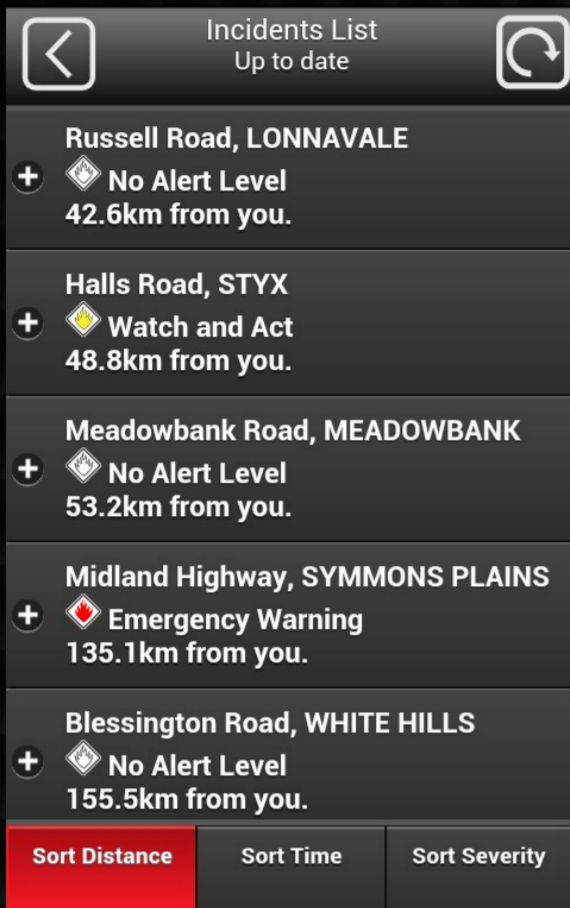 Incidents List
Up to date
Russell Road, LONNAVALE
No Alert Level
42.6km from you.
Halls Road, STYX
Watch and Act
48.8km from you.
Meadowbank Road, MEADOWBANK
No Alert Level
53.2km from you.
Midland Highway, SYMMONS PLAINS
Emergency Warning
135.1km from you.
Blessington Road, WHITE HILLS
No Alert Level
155.5km from you.
Sort Distance Sort Time Sort Severity